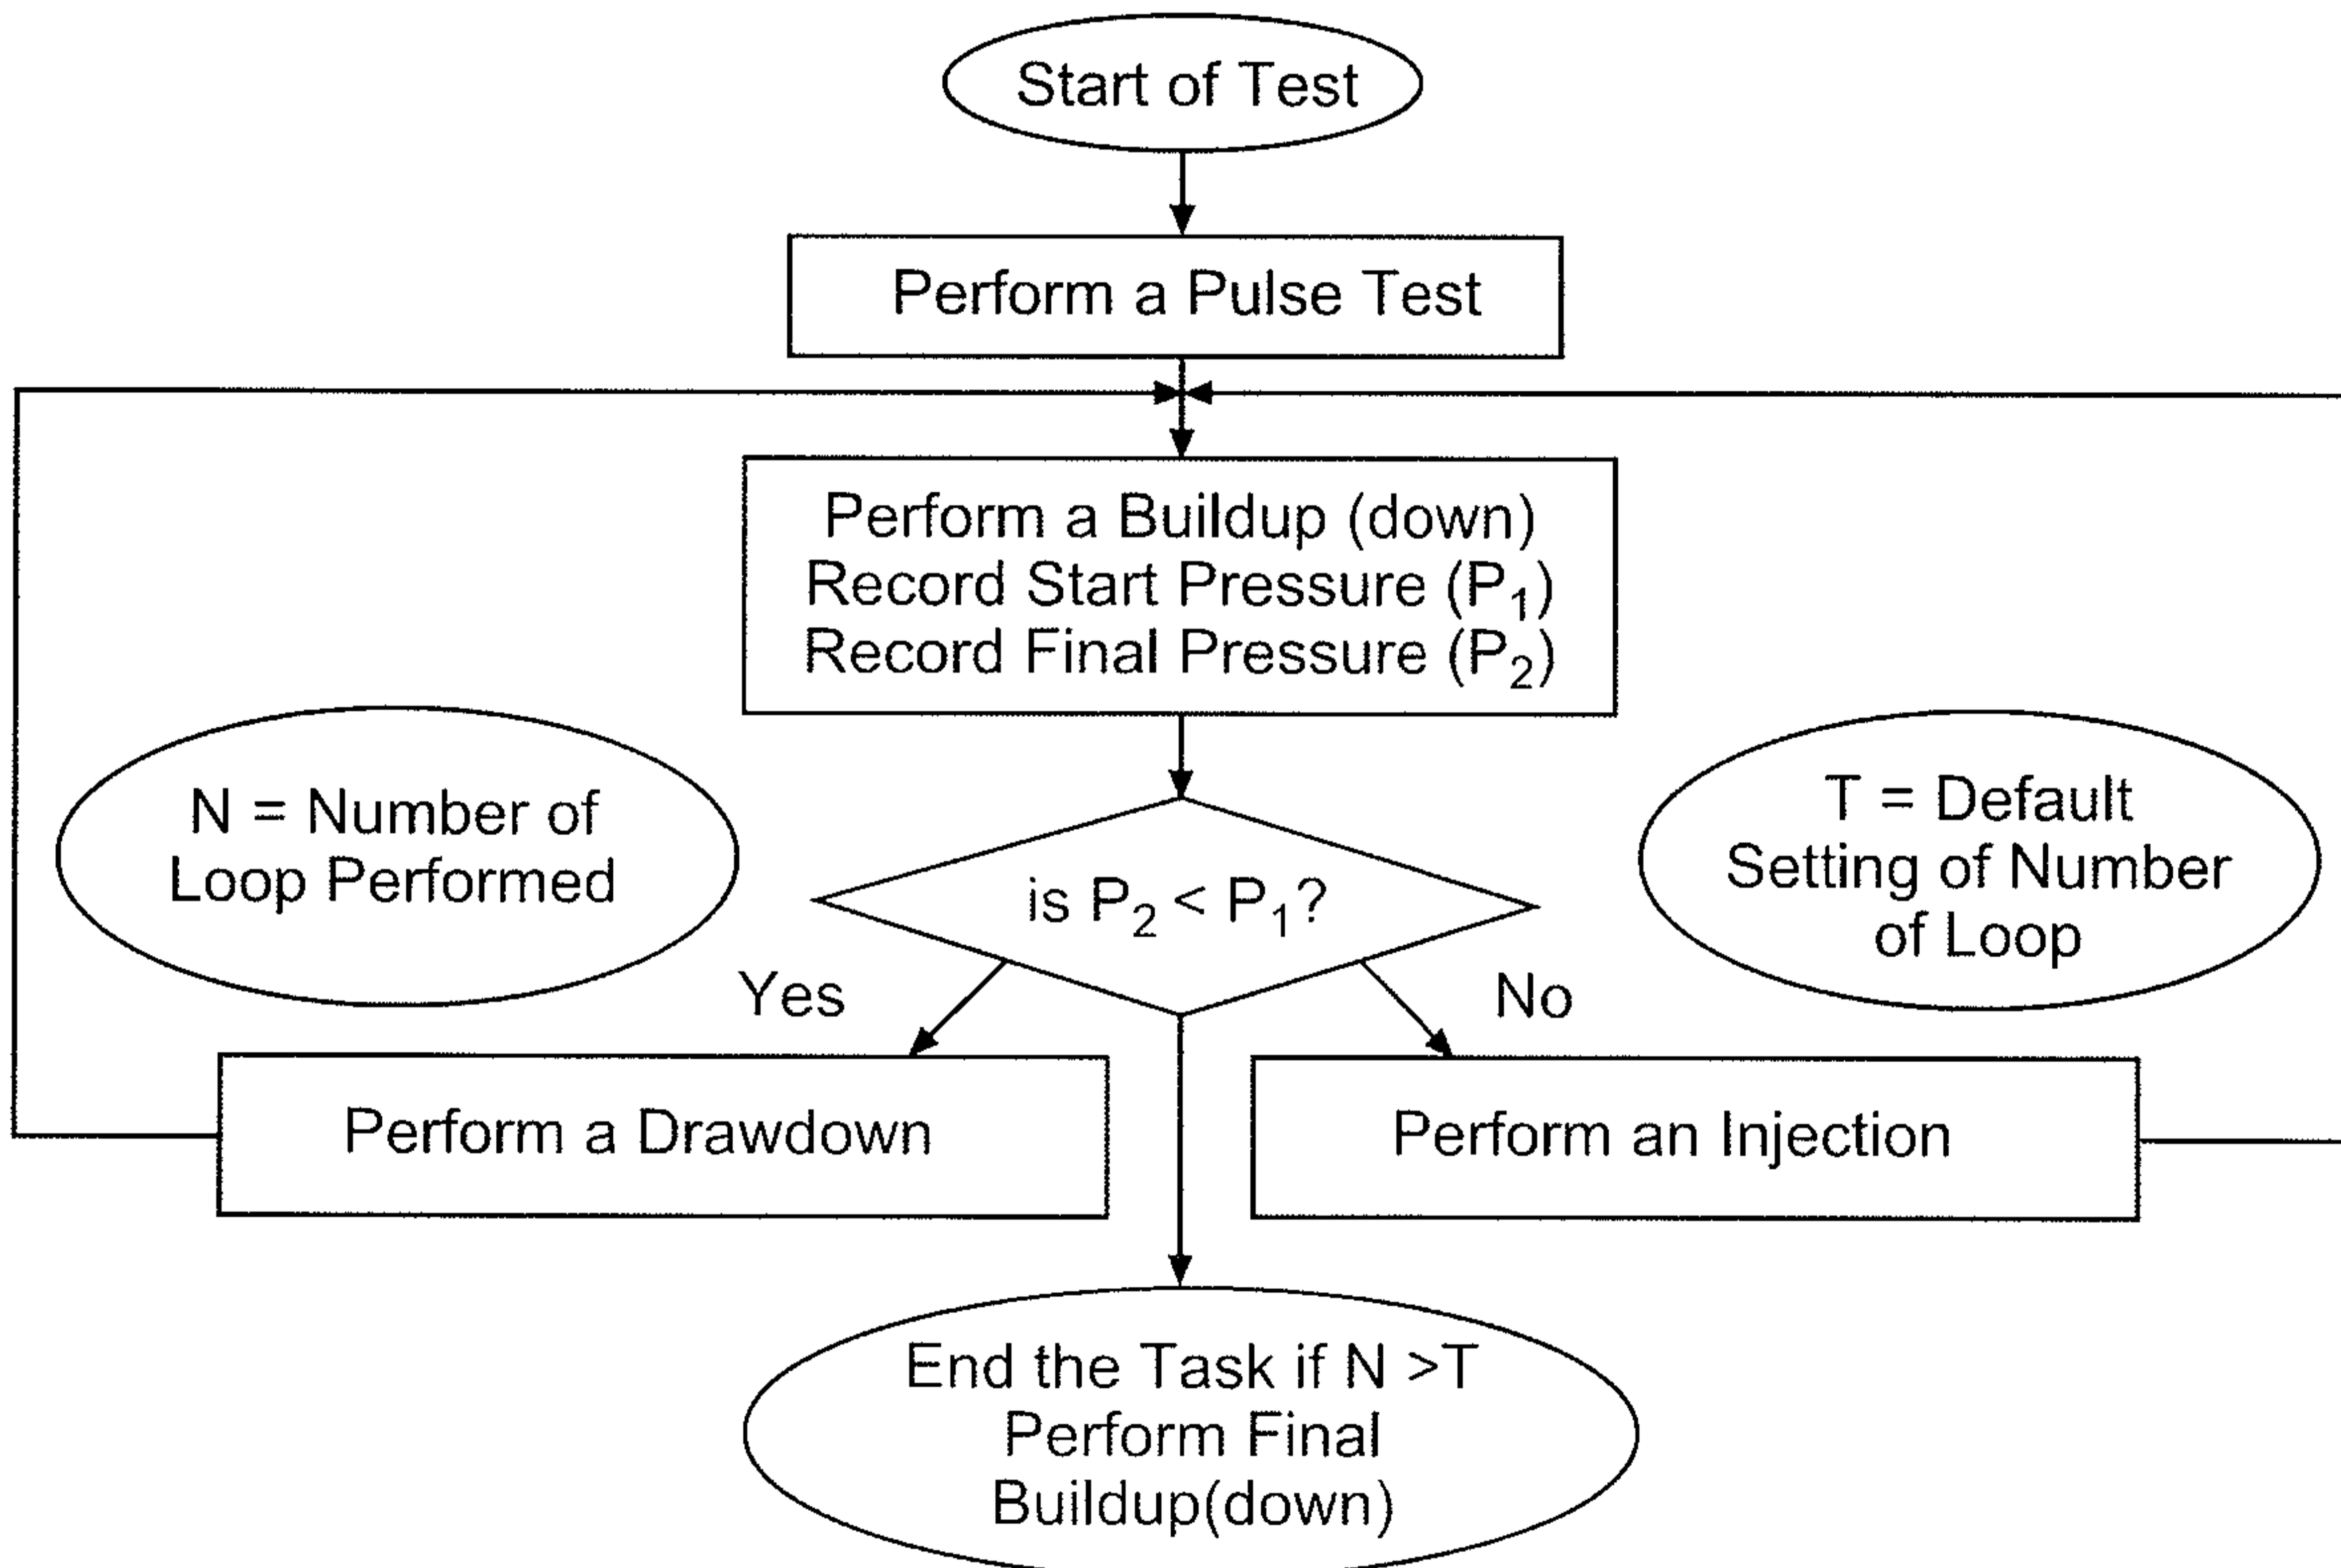 Start of Test
Perform a Pulse Test
Perform a Buildup (down)
Record Start Pressure (P₁)
Record Final Pressure (P₂)
N = Number of
Loop Performed
T = Default
Setting of Number
of Loop
is P₂ < P₁?
Yes
No
Perform a Drawdown
Perform an Injection
End the Task if N >T
Perform Final
Buildup(down)